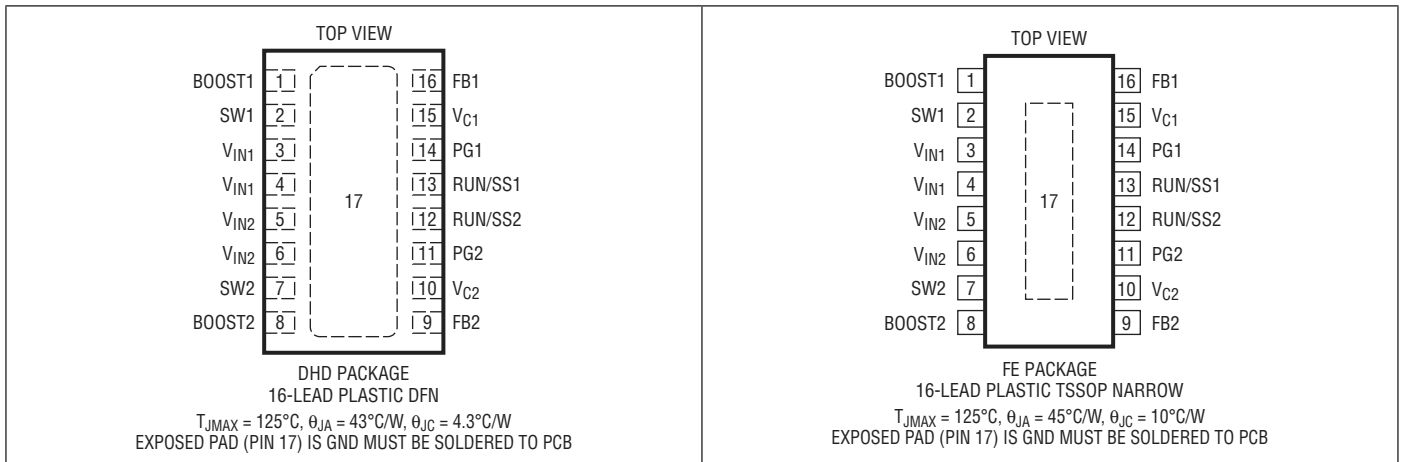 TOP VIEW
BOOST1 1 16 FB1
SW1 2 15 VC1
VIN1 3 14 PG1
VIN1 4 13 RUN/SS1
17
VIN2 5 12 RUN/SS2
VIN2 6 11 PG2
SW2 7 10 VC2
BOOST2 8 9 FB2
DHD PACKAGE
16-LEAD PLASTIC DFN
TJMAX = 125°C, θJA = 43°C/W, θJC = 4.3°C/W
EXPOSED PAD (PIN 17) IS GND MUST BE SOLDERED TO PCB
TOP VIEW
BOOST1 1 16 FB1
SW1 2 15 VC1
VIN1 3 14 PG1
VIN1 4 13 RUN/SS1
17
VIN2 5 12 RUN/SS2
VIN2 6 11 PG2
SW2 7 10 VC2
BOOST2 8 9 FB2
FE PACKAGE
16-LEAD PLASTIC TSSOP NARROW
TJMAX = 125°C, θJA = 45°C/W, θJC = 10°C/W
EXPOSED PAD (PIN 17) IS GND MUST BE SOLDERED TO PCB